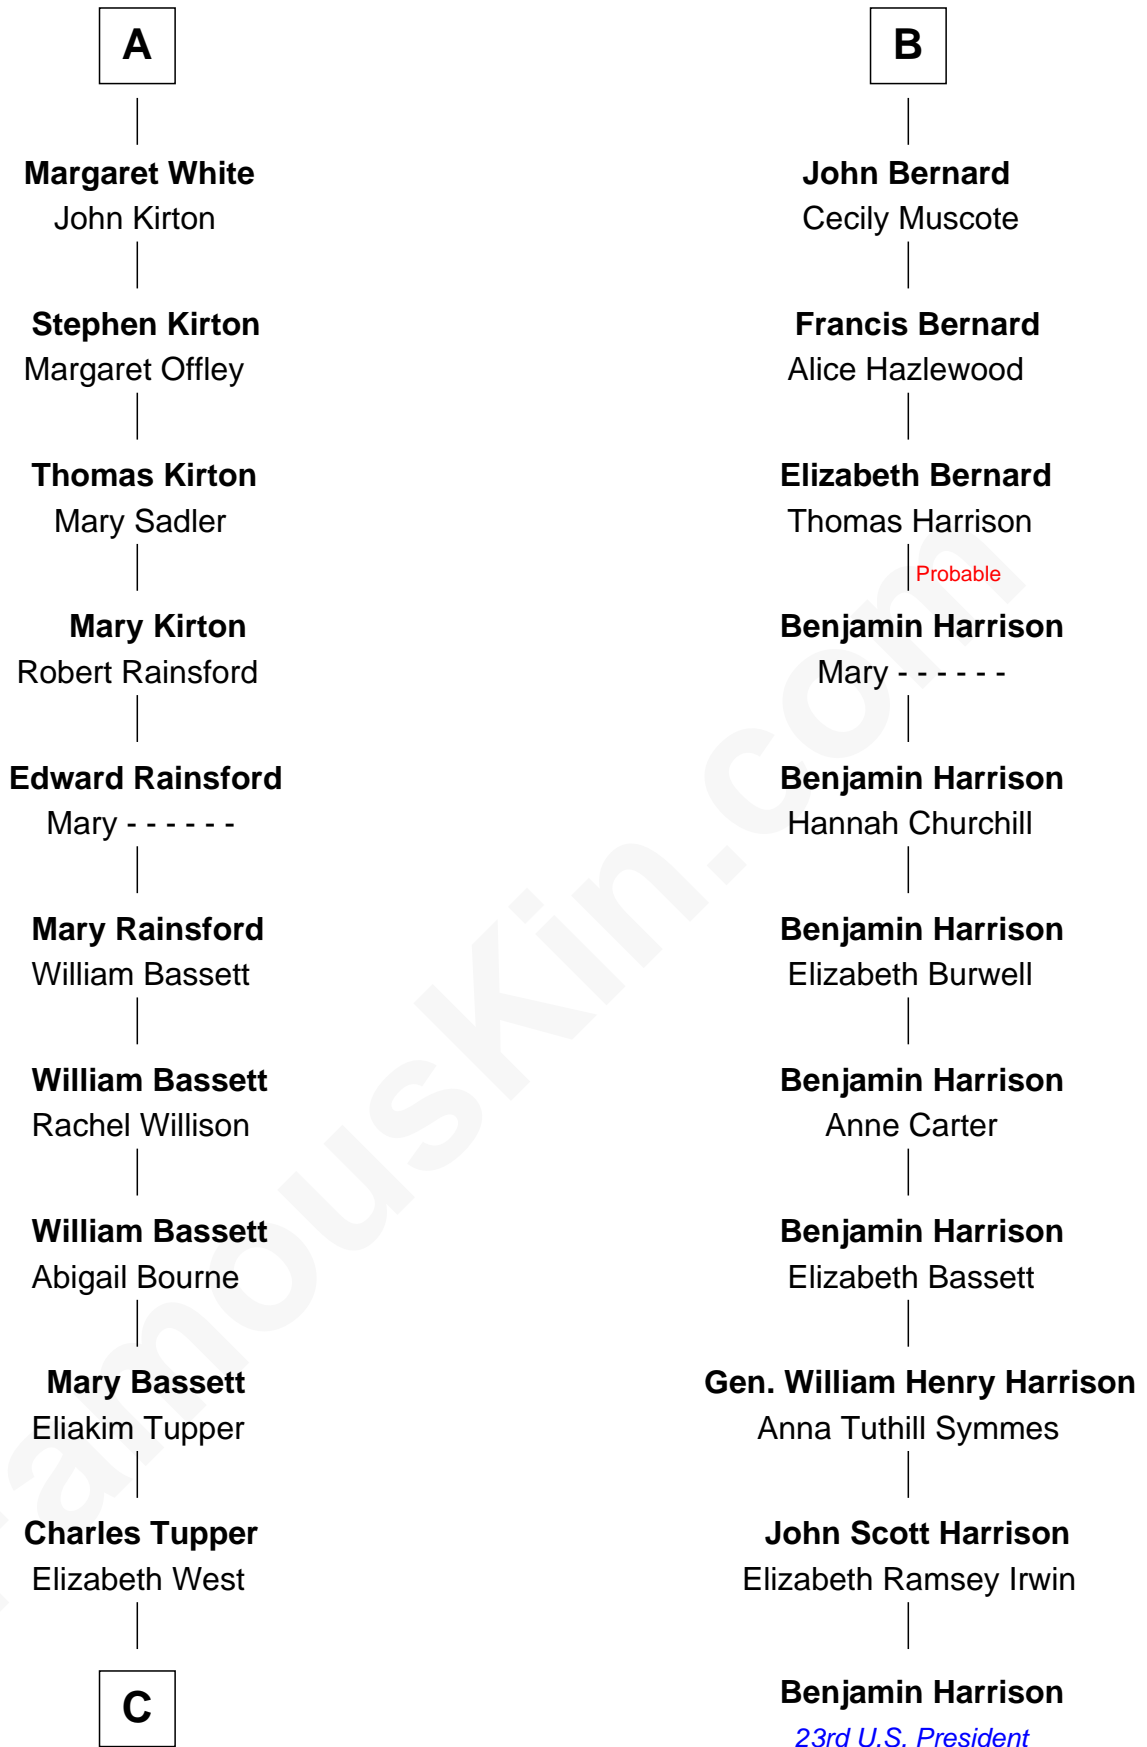 A
Margaret White
John Kirton
Stephen Kirton
Margaret Offley
Thomas Kirton
Mary Sadler
Mary Kirton
Robert Rainsford
Edward Rainsford
Mary - - - - - -
Mary Rainsford
William Bassett
William Bassett
Rachel Willison
William Bassett
Abigail Bourne
Mary Bassett
Eliakim Tupper
Charles Tupper
Elizabeth West
C
B
John Bernard
Cecily Muscote
Francis Bernard
Alice Hazlewood
Elizabeth Bernard
Thomas Harrison
Probable
Benjamin Harrison
Mary - - - - - -
Benjamin Harrison
Hannah Churchill
Benjamin Harrison
Elizabeth Burwell
Benjamin Harrison
Anne Carter
Benjamin Harrison
Elizabeth Bassett
Gen. William Henry Harrison
Anna Tuthill Symmes
John Scott Harrison
Elizabeth Ramsey Irwin
Benjamin Harrison
23rd U.S. President
FamousKin.com